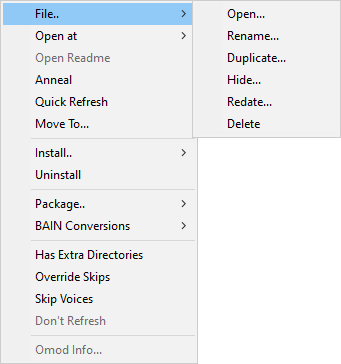 File..
Open at
Open Readme
Anneal
Quick Refresh
Move To...
Install..
Uninstall
Package..
BAIN Conversions
Has Extra Directories
Override Skips
Skip Voices
Don't Refresh
Omod Info...
Open...
Rename...
Duplicate...
Hide...
Redate...
Delete